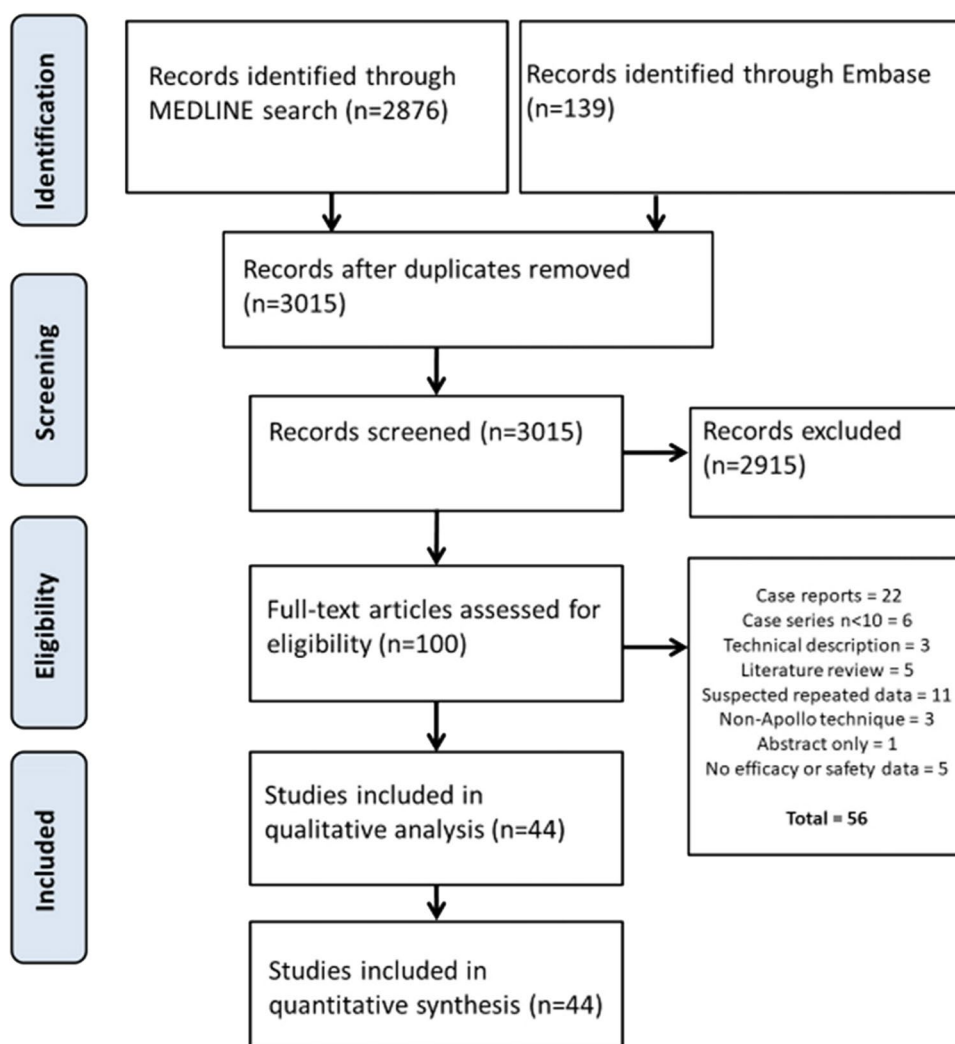 Identification
Records identified through
MEDLINE search (n=2876)
Records identified through Embase
(n=139)
Records after duplicates removed
(n=3015)
Screening
Records screened (n=3015)
Records excluded
(n=2915)
Eligibility
Full-text articles assessed for
eligibility (n=100)
Case reports = 22
Case series n<10 = 6
Technical description = 3
Literature review = 5
Suspected repeated data = 11
Non-Apollo technique = 3
Abstract only = 1
No efficacy or safety data = 5
Total = 56
Included
Studies included in
qualitative analysis (n=44)
Studies included in
quantitative synthesis (n=44)